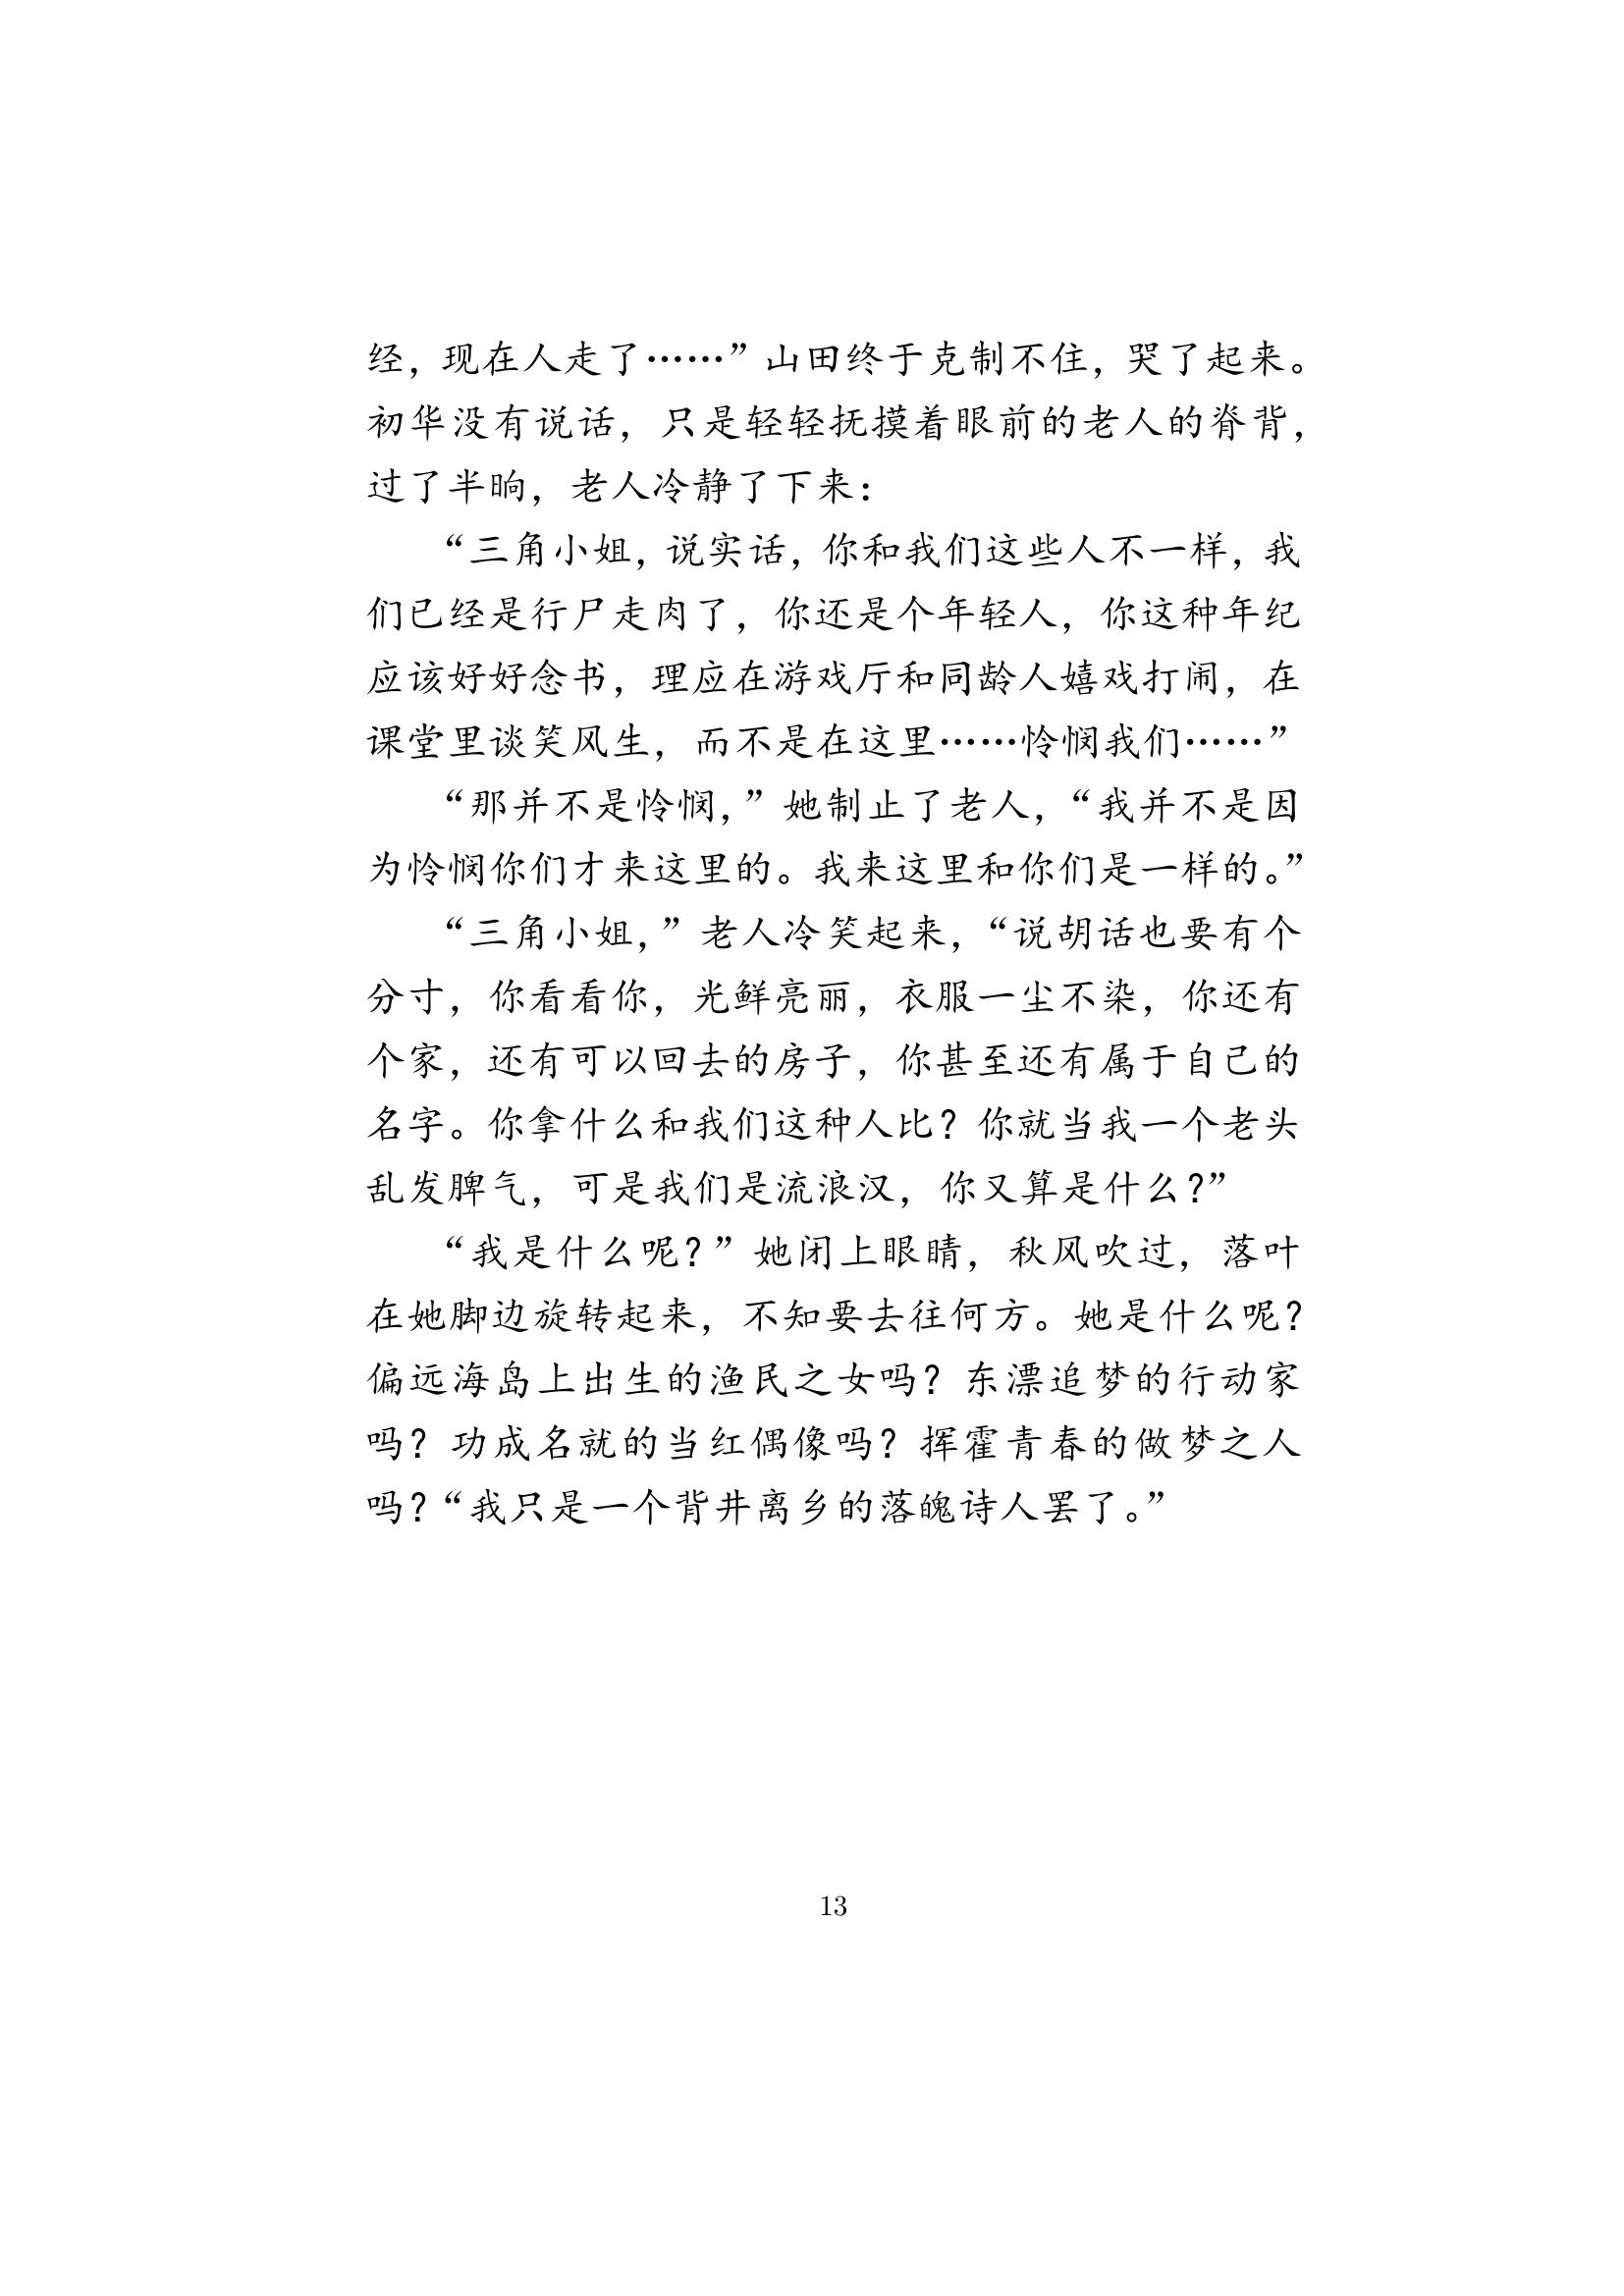 经，现在人走了……”山田终于克制不住，哭了起来。
初华没有说话，只是轻轻抚摸着眼前的老人的脊背，
过了半晌，老人冷静了下来：
“三角小姐，说实话，你和我们这些人不一样，我
们已经是行尸走肉了，你还是个年轻人，你这种年纪
应该好好念书，理应在游戏厅和同龄人嬉戏打闹，在
课堂里谈笑风生，而不是在这里……怜悯我们……”
“那并不是怜悯，”她制止了老人，“我并不是因
为怜悯你们才来这里的。我来这里和你们是一样的。”
“三角小姐，”老人冷笑起来，“说胡话也要有个
分寸，你看看你，光鲜亮丽，衣服一尘不染，你还有
个家，还有可以回去的房子，你甚至还有属于自己的
名字。你拿什么和我们这种人比？你就当我一个老头
乱发脾气，可是我们是流浪汉，你又算是什么？”
“我是什么呢？”她闭上眼睛，秋风吹过，落叶
在她脚边旋转起来，不知要去往何方。她是什么呢？
偏远海岛上出生的渔民之女吗？东漂追梦的行动家
吗？功成名就的当红偶像吗？挥霍青春的做梦之人
吗？“我只是一个背井离乡的落魄诗人罢了。”
13